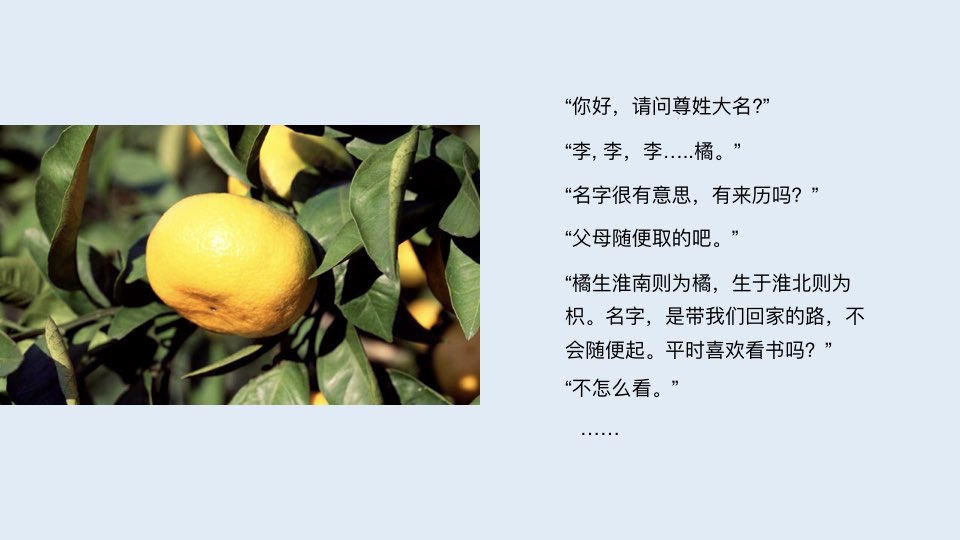 “你好，请问尊姓大名?”
“李, 李，李…..橘。”
“名字很有意思，有来历吗？”
“父母随便取的吧。”
“橘生淮南则为橘，生于淮北则为
枳。名字，是带我们回家的路，不
会随便起。平时喜欢看书吗？”
“不怎么看。”
……